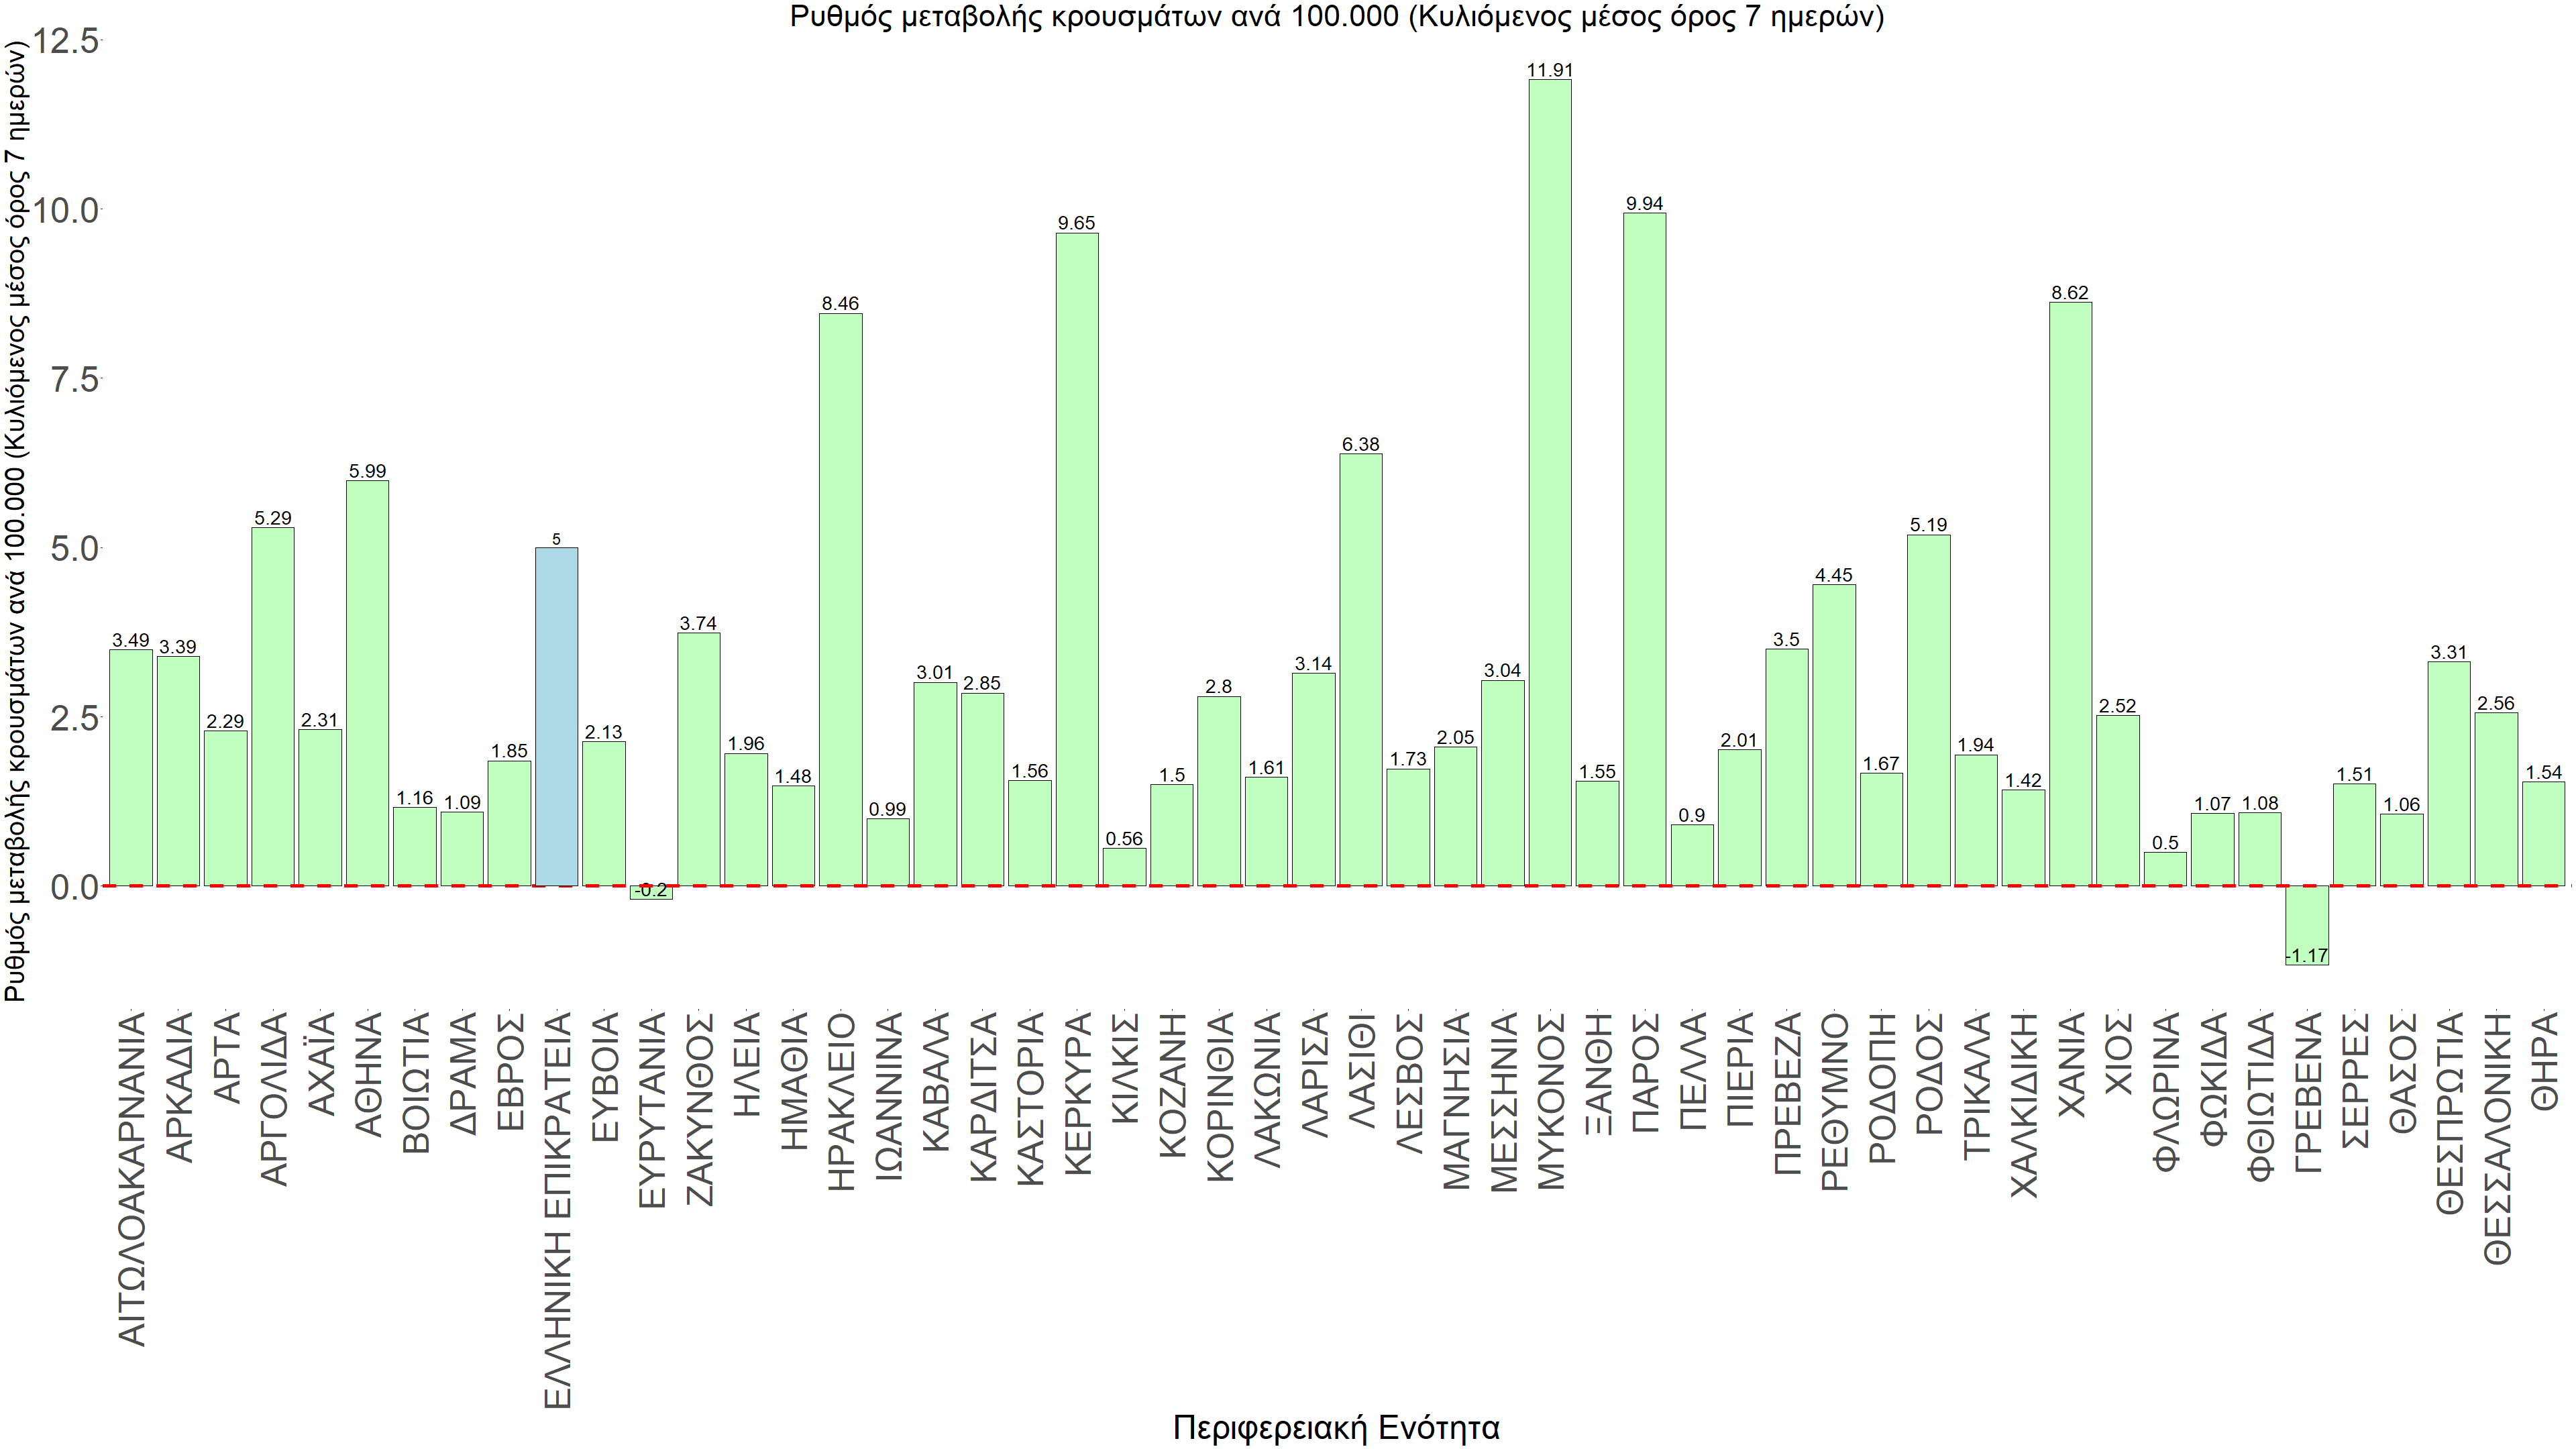 Ρυθμός μεταβολής κρουσμάτων ανά 100.000 (Κυλιόμενος μέσος όρος 7 ημερών)
Ρυθμός μεταβολής κρουσμάτων ανά 100.000 (Κυλιόμενος μέσος όρος 7 ημερών)
12.5
10.0
7.5
5.0
2.5
0.0
3.49
3.39
2.29
5.29
2.31
5.99
1.16
1.09
1.85
5
2.13
-0.2
3.74
1.96
1.48
8.46
0.99
3.01
2.85
1.56
9.65
0.56
1.5
2.8
1.61
3.14
6.38
1.73
2.05
3.04
11.91
1.55
9.94
0.9
2.01
3.5
4.45
1.67
5.19
1.94
1.42
8.62
2.52
0.5
1.07
1.08
-1.17
1.51
1.06
3.31
2.56
1.54
ΑΙΤΩΛΟΑΚΑΡΝΑΝΙΑ
ΑΡΚΑΔΙΑ
ΑΡΤΑ
ΑΡΓΟΛΙΔΑ
ΑΧΑΪΑ
ΑΘΗΝΑ
ΒΟΙΩΤΙΑ
ΔΡΑΜΑ
ΕΒΡΟΣ
ΕΛΛΗΝΙΚΗ ΕΠΙΚΡΑΤΕΙΑ
ΕΥΒΟΙΑ
ΕΥΡΥΤΑΝΙΑ
ΖΑΚΥΝΘΟΣ
ΗΛΕΙΑ
ΗΜΑΘΙΑ
ΗΡΑΚΛΕΙΟ
ΙΩΑΝΝΙΝΑ
ΚΑΒΑΛΑ
ΚΑΡΔΙΤΣΑ
ΚΑΣΤΟΡΙΑ
ΚΕΡΚΥΡΑ
ΚΙΛΚΙΣ
ΚΟΖΑΝΗ
ΚΟΡΙΝΘΙΑ
ΛΑΚΩΝΙΑ
ΛΑΡΙΣΑ
ΛΑΣΙΘΙ
ΛΕΣΒΟΣ
ΜΑΓΝΗΣΙΑ
ΜΕΣΣΗΝΙΑ
ΜΥΚΟΝΟΣ
ΞΑΝΘΗ
ΠΑΡΟΣ
ΠΕΛΛΑ
ΠΙΕΡΙΑ
ΠΡΕΒΕΖΑ
ΡΕΘΥΜΝΟ
ΡΟΔΟΠΗ
ΡΟΔΟΣ
ΤΡΙΚΑΛΑ
ΧΑΛΚΙΔΙΚΗ
ΧΑΝΙΑ
ΧΙΟΣ
ΦΛΩΡΙΝΑ
ΦΩΚΙΔΑ
ΦΘΙΩΤΙΔΑ
ΓΡΕΒΕΝΑ
ΣΕΡΡΕΣ
ΘΑΣΟΣ
ΘΕΣΠΡΩΤΙΑ
ΘΕΣΣΑΛΟΝΙΚΗ
ΘΗΡΑ
Περιφερειακή Ενότητα